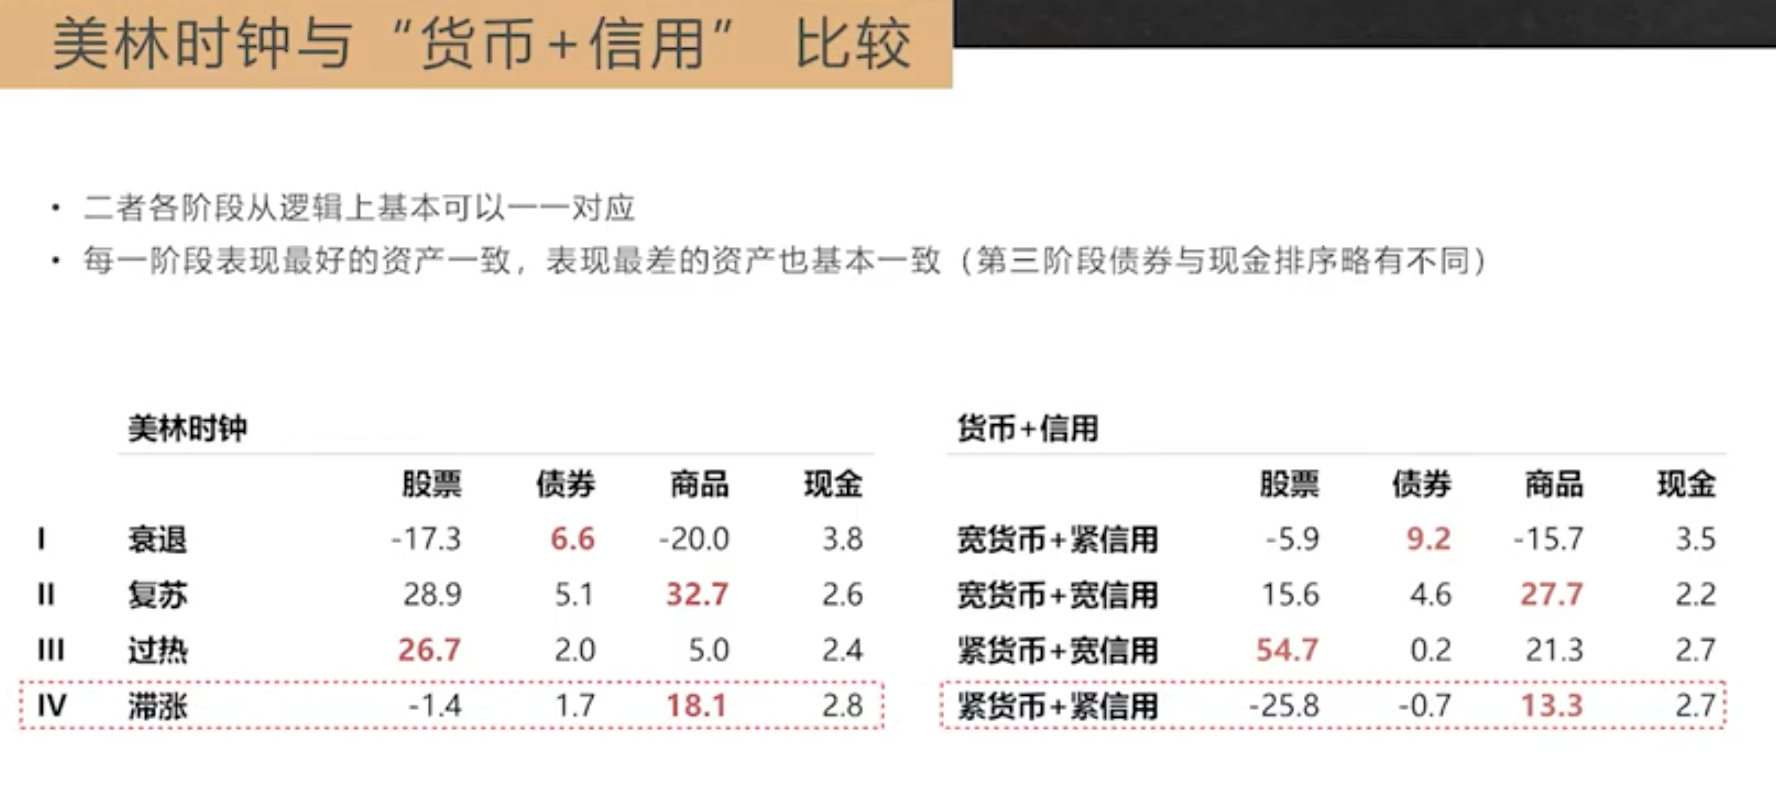 美林时钟与“货币+信用” 比较
• 二者各阶段从逻辑上基本可以一一对应
• 每一阶段表现最好的资产一致，表现最差的资产也基本一致（第三阶段债券与现金排序略有不同）
美林时钟
股票 债券 商品 现金
I 衰退 -17.3 6.6 -20.0 3.8
II 复苏 28.9 5.1 32.7 2.6
III 过热 26.7 2.0 5.0 2.4
IV 滞涨 -1.4 1.7 18.1 2.8
货币+信用
股票 债券 商品 现金
宽货币+紧信用 -5.9 9.2 -15.7 3.5
宽货币+宽信用 15.6 4.6 27.7 2.2
紧货币+宽信用 54.7 0.2 21.3 2.7
紧货币+紧信用 -25.8 -0.7 13.3 2.7